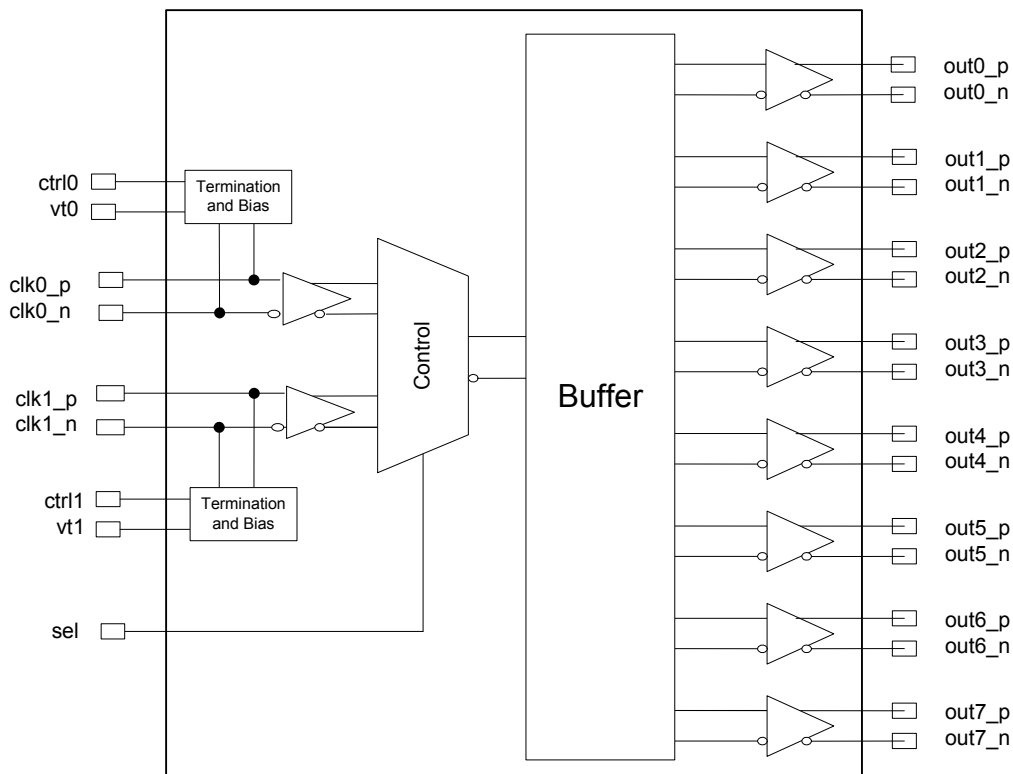 ctrl0
vt0
Termination
and Bias
clk0_p
clk0_n
clk1_p
clk1_n
ctrl1
vt1
Termination
and Bias
sel
Control
Buffer
out0_p
out0_n
out1_p
out1_n
out2_p
out2_n
out3_p
out3_n
out4_p
out4_n
out5_p
out5_n
out6_p
out6_n
out7_p
out7_n